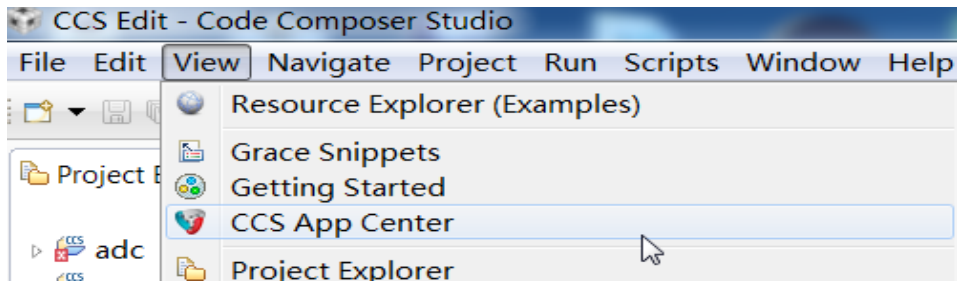 CCS Edit - Code Composer Studio
File Edit View Navigate Project Run Scripts Window Help
Resource Explorer (Examples)
Grace Snippets
Project E
Getting Started
CCS App Center
adc
Project Explorer